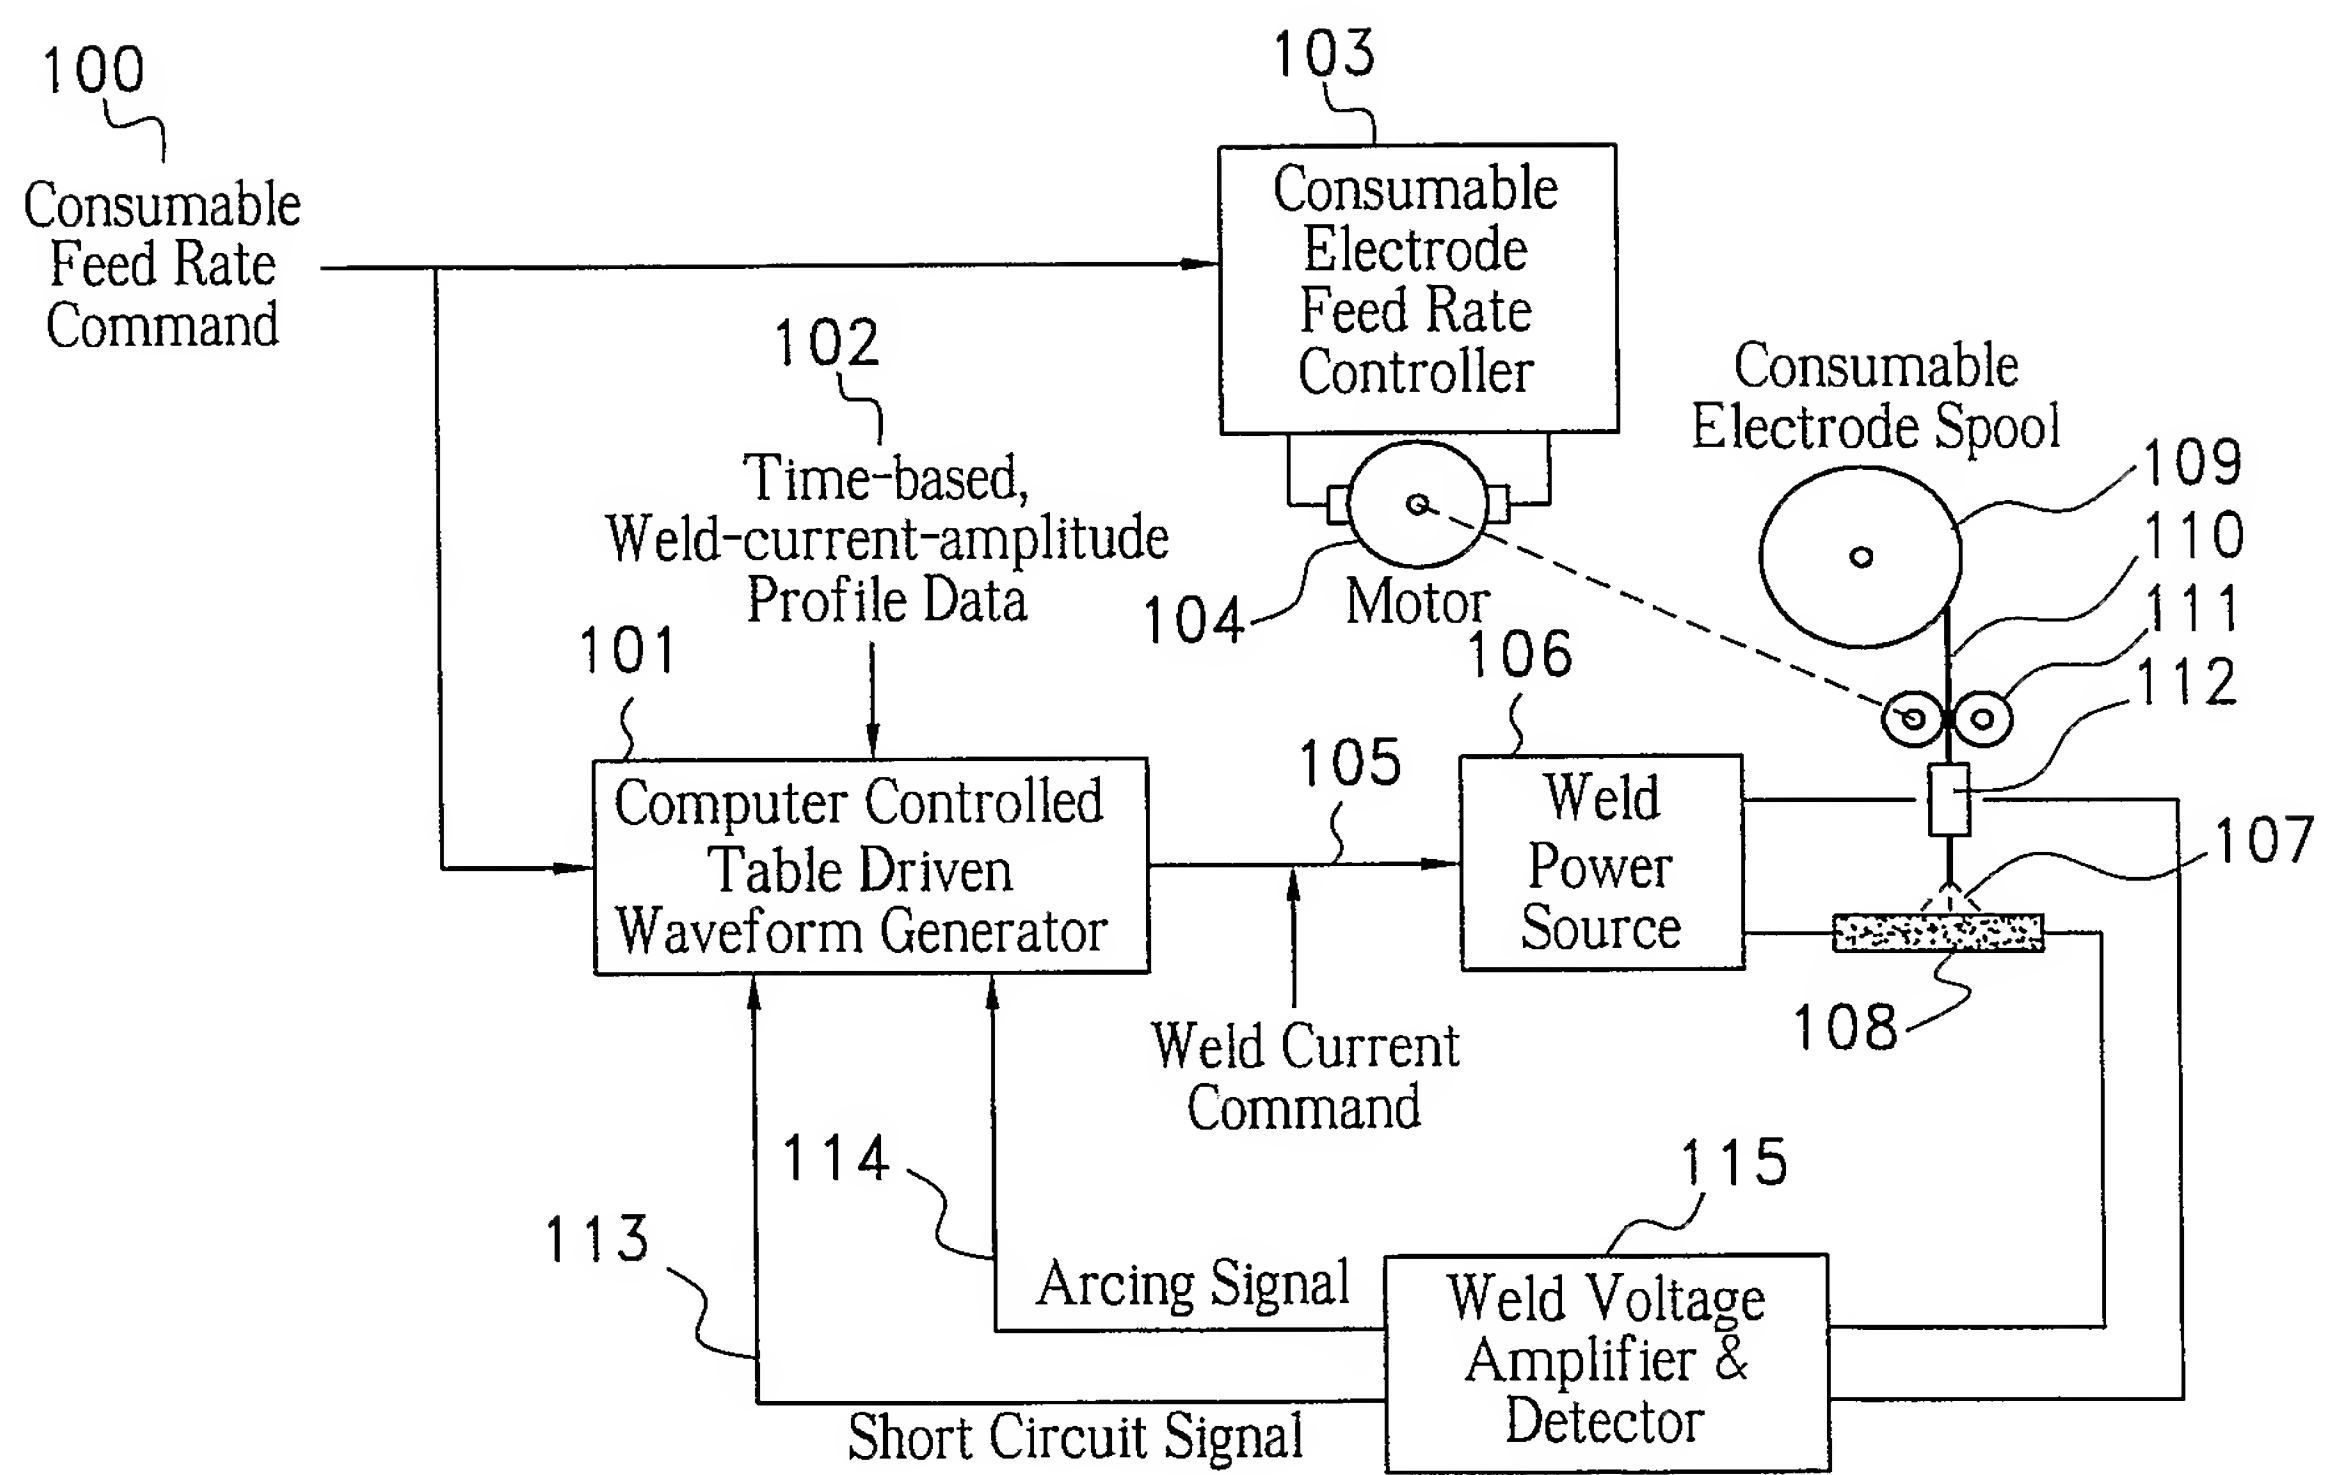 100
Consumable
Feed Rate
Command
103
Consumable
Electrode
Feed Rate
Controller
102
Time-based,
Weld-current-amplitude
Profile Data
104
Motor
Consumable
Electrode Spool
109
110
111
112
101
Computer Controlled
Table Driven
Waveform Generator
105
Weld Current
Command
106
Weld
Power
Source
107
108
113
114
Arcing Signal
Short Circuit Signal
115
Weld Voltage
Amplifier &
Detector